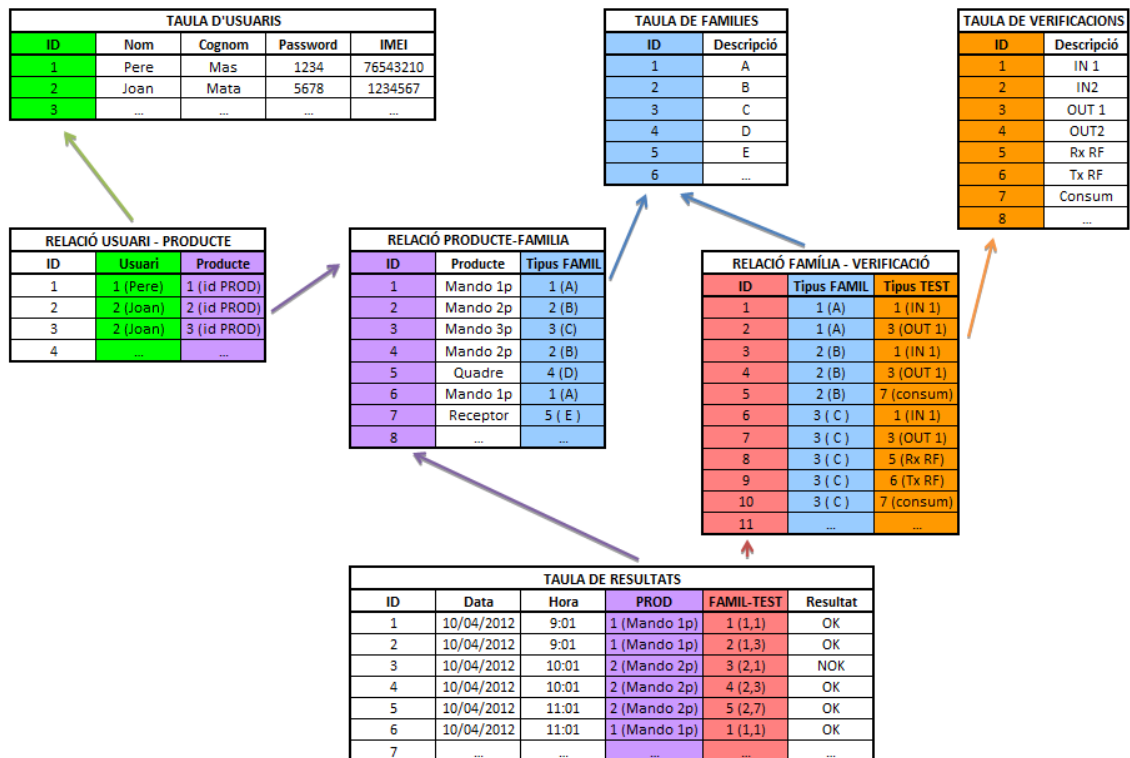 TAULA D'USUARIS
ID Nom Cognom Password IMEI
1 Pere Mas 1234 76543210
2 Joan Mata 5678 1234567
3 ... ... ... ...
TAULA DE FAMILIES
ID Descripció
1 A
2 B
3 C
4 D
5 E
6 ...
TAULA DE VERIFICACIONS
ID Descripció
1 IN 1
2 IN2
3 OUT 1
4 OUT2
5 Rx RF
6 Tx RF
7 Consum
8 ...
RELACIÓ USUARI - PRODUCTE
ID Usuari Producte
1 1 (Pere) 1 (id PROD)
2 2 (Joan) 2 (id PROD)
3 2 (Joan) 3 (id PROD)
4 ... ...
RELACIÓ PRODUCTE-FAMILIA
ID Producte Tipus FAMIL
1 Mando 1p 1 (A)
2 Mando 2p 2 (B)
3 Mando 3p 3 (C)
4 Mando 2p 2 (B)
5 Quadre 4 (D)
6 Mando 1p 1 (A)
7 Receptor 5 ( E )
8 ... ...
RELACIÓ FAMÍLIA - VERIFICACIÓ
ID Tipus FAMIL Tipus TEST
1 1 (A) 1 (IN 1)
2 1 (A) 3 (OUT 1)
3 2 (B) 1 (IN 1)
4 2 (B) 3 (OUT 1)
5 2 (B) 7 (consum)
6 3 ( C ) 1 (IN 1)
7 3 ( C ) 3 (OUT 1)
8 3 ( C ) 5 (Rx RF)
9 3 ( C ) 6 (Tx RF)
10 3 ( C ) 7 (consum)
11 ... ...
TAULA DE RESULTATS
ID Data Hora PROD FAMIL-TEST Resultat
1 10/04/2012 9:01 1 (Mando 1p) 1 (1,1) OK
2 10/04/2012 9:01 1 (Mando 1p) 2 (1,3) OK
3 10/04/2012 10:01 2 (Mando 2p) 3 (2,1) NOK
4 10/04/2012 10:01 2 (Mando 2p) 4 (2,3) OK
5 10/04/2012 11:01 2 (Mando 2p) 5 (2,7) OK
6 10/04/2012 11:01 1 (Mando 1p) 1 (1,1) OK
7 ... ... ... ... ...